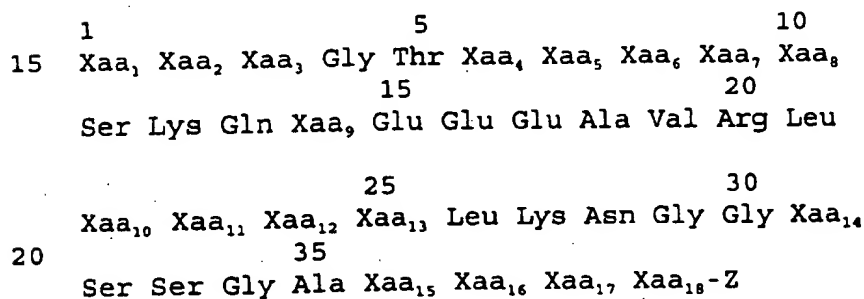 1 5 10
15 Xaa₁ Xaa₂ Xaa₃ Gly Thr Xaa₄ Xaa₅ Xaa₆ Xaa₇ Xaa₈
15 20
Ser Lys Gln Xaa₉ Glu Glu Glu Ala Val Arg Leu
25 30
Xaa₁₀ Xaa₁₁ Xaa₁₂ Xaa₁₃ Leu Lys Asn Gly Gly Xaa₁₄
20 35
Ser Ser Gly Ala Xaa₁₅ Xaa₁₆ Xaa₁₇ Xaa₁₈-Z